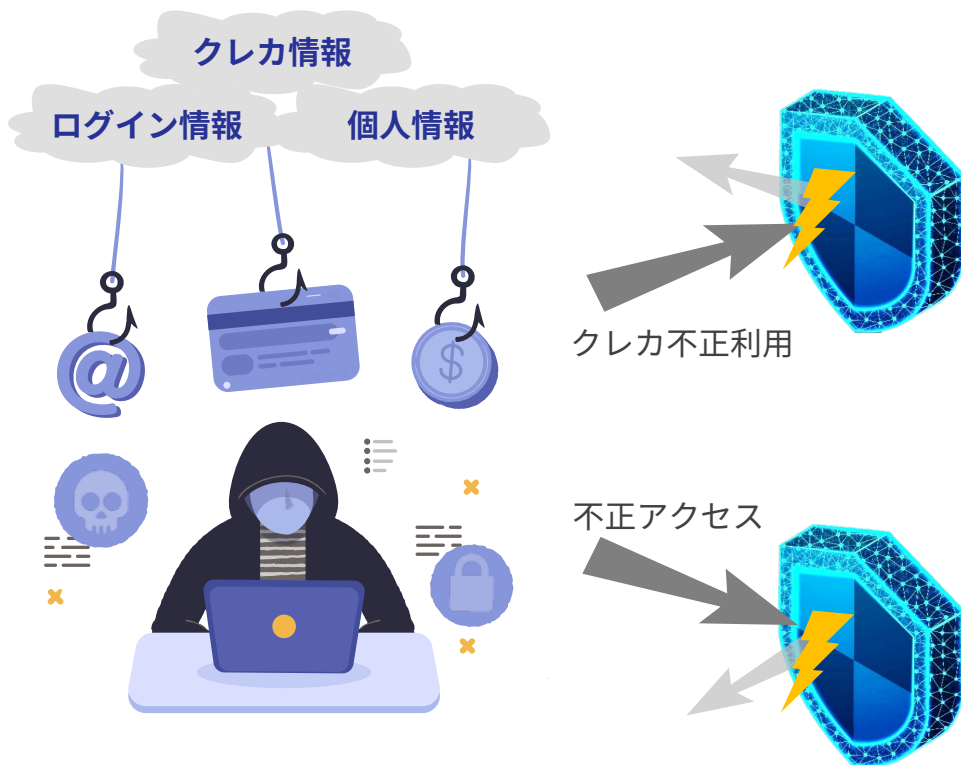 クレカ情報
ログイン情報
個人情報
@
$
クレカ不正利用
不正アクセス